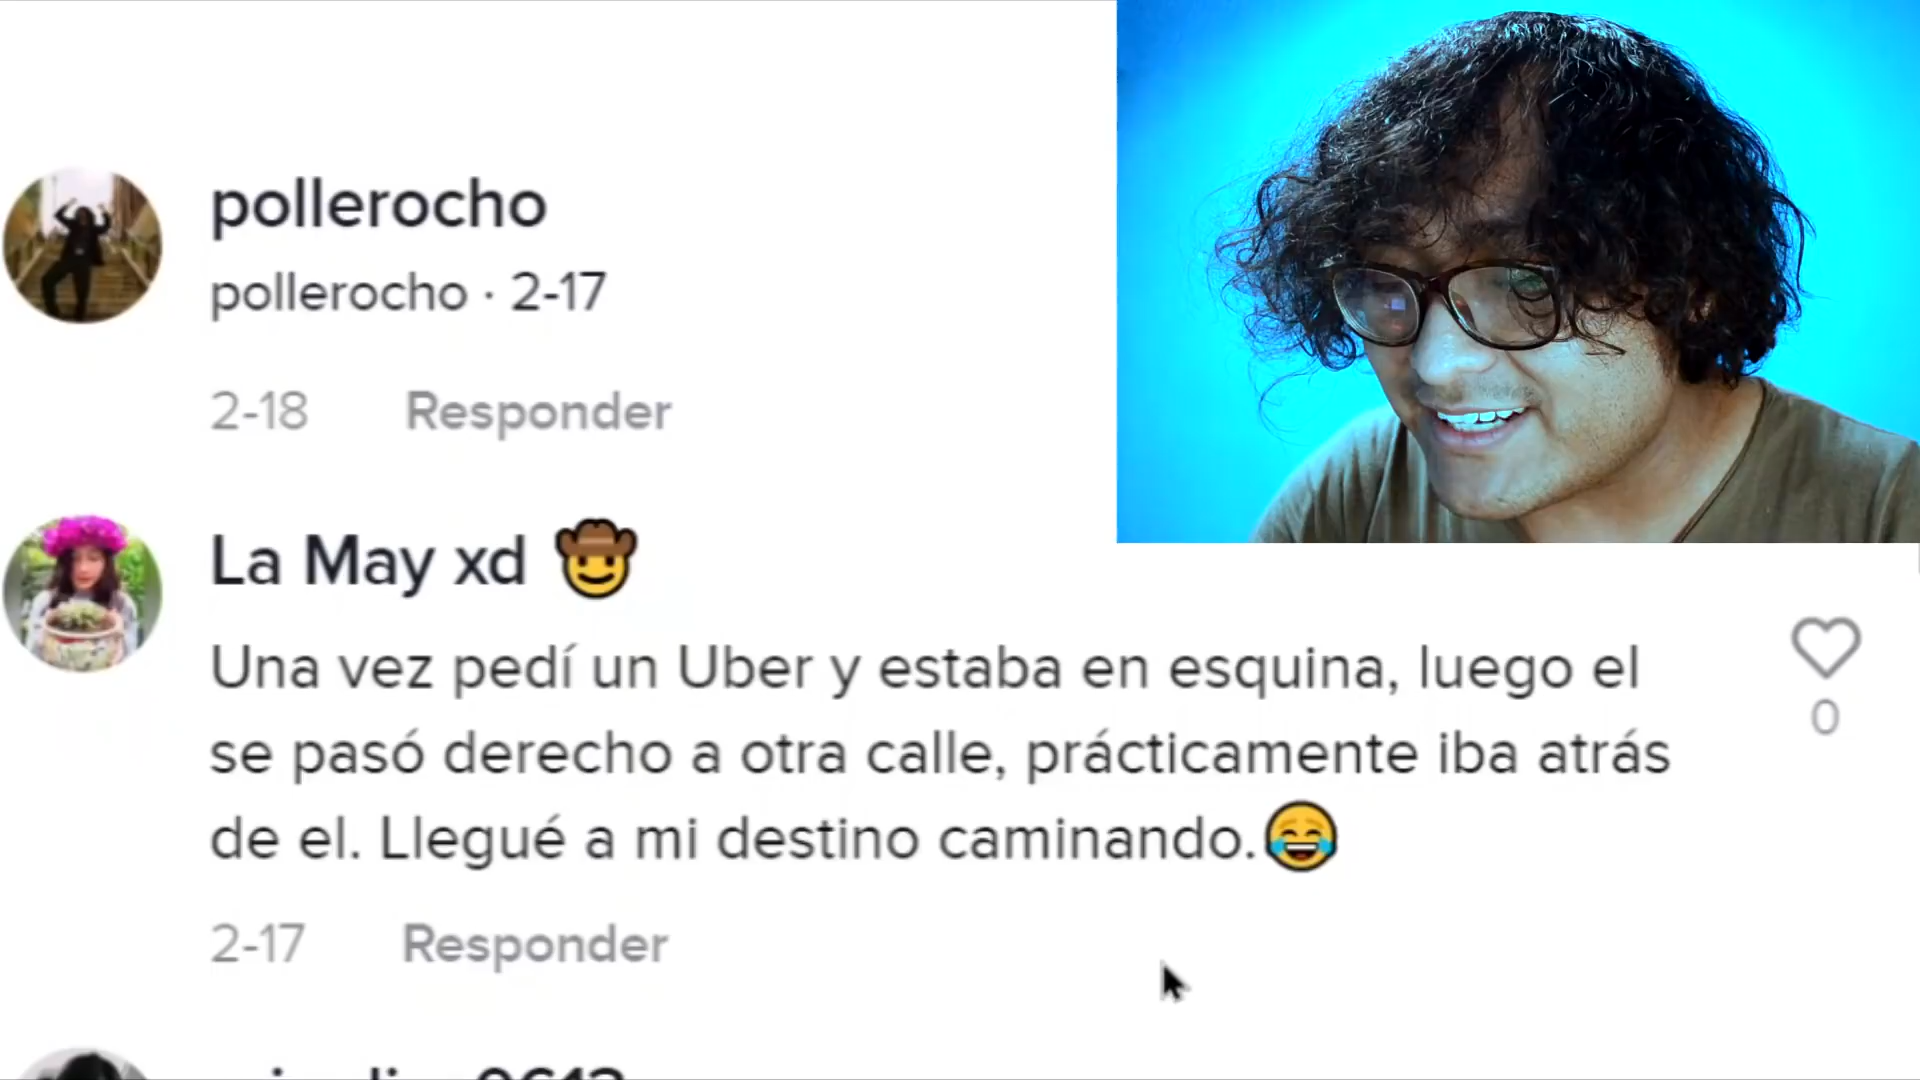 pollerocho
pollerocho · 2-17
2-18 Responder
La May xd 🤠
Una vez pedí un Uber y estaba en esquina, luego el
se pasó derecho a otra calle, prácticamente iba atrás
de el. Llegué a mi destino caminando.😂
0
2-17 Responder